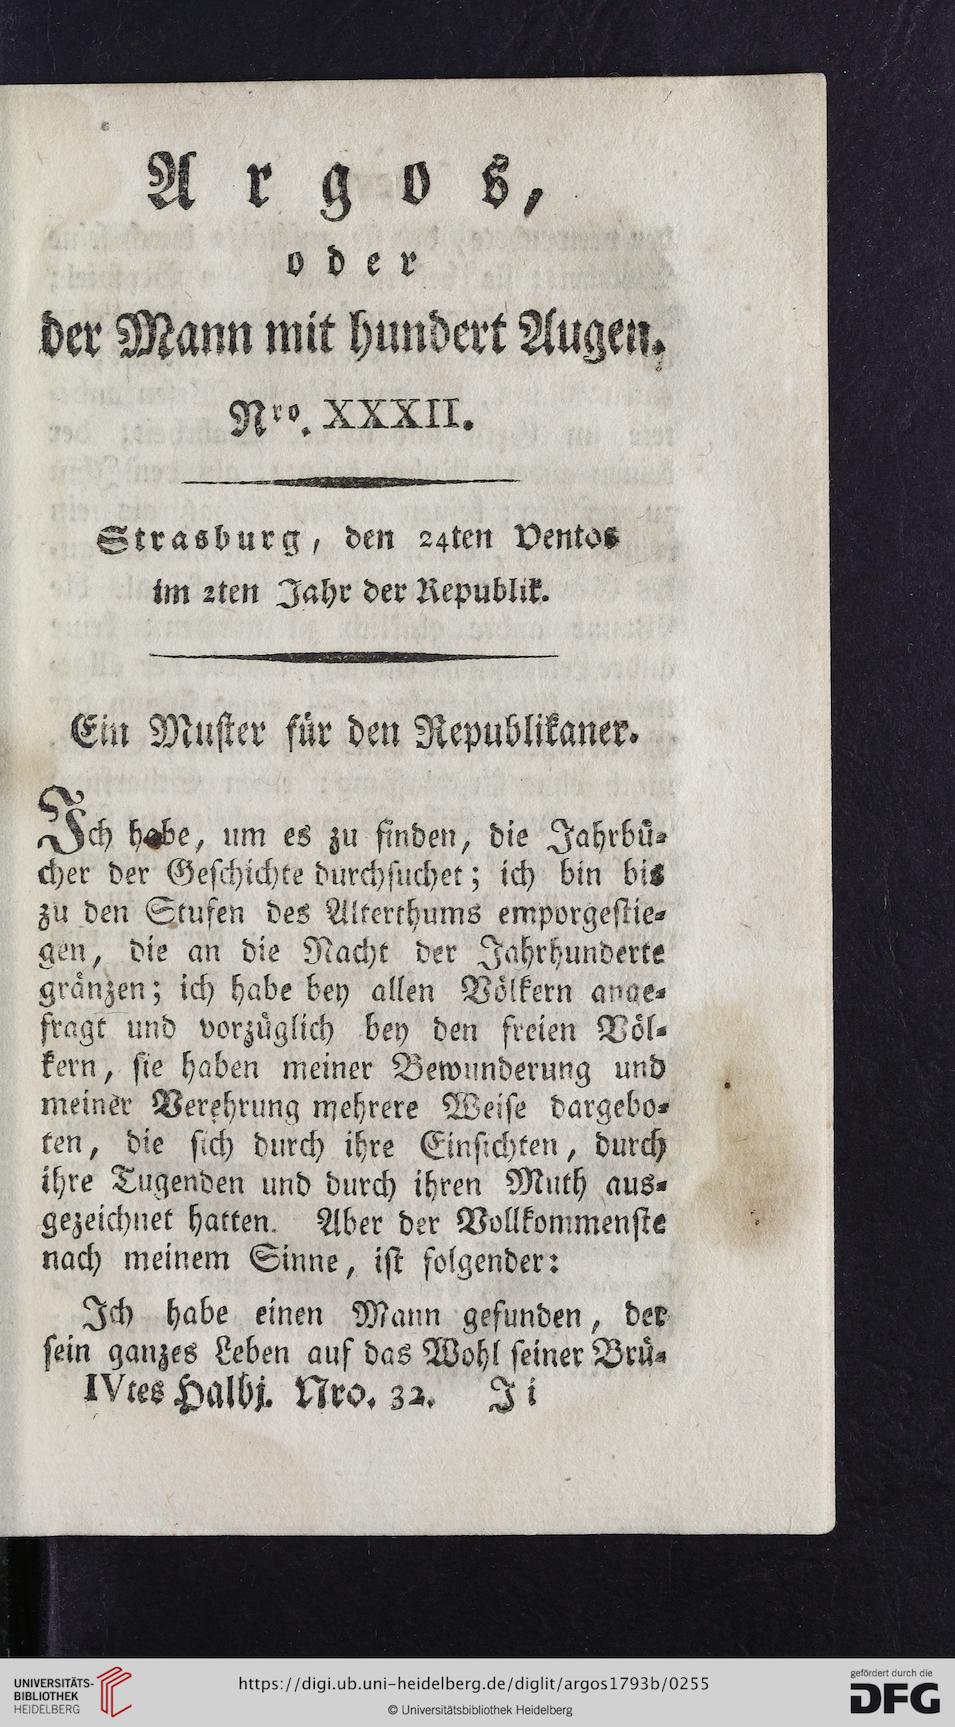 Argos,
oder
der Mann mit hundert Augen.
Nro. XXXII.
Strasburg, den 24ten Ventos
im 2ten Jahr der Republik.
Ein Muster für den Republikaner.
Ich habe, um es zu finden, die Jahrbü-
cher der Geschichte durchsuchet; ich bin bis
zu den Stufen des Alterthums emporgestie-
gen, die an die Nacht der Jahrhunderte
gränzen; ich habe bey allen Völkern ange-
fragt und vorzüglich bey den freien Völ-
kern, sie haben meiner Bewunderung und
meiner Verehrung mehrere Weise dargebo-
ten, die sich durch ihre Einsichten, durch
ihre Tugenden und durch ihren Muth aus-
gezeichnet hatten. Aber der Vollkommenste
nach meinem Sinne, ist folgender:
Ich habe einen Mann gefunden, der
sein ganzes Leben auf das Wohl seiner Brü-
IVtes Halbj. Nro. 32. Ii
UNIVERSITÄTS-
BIBLIOTHEK
HEIDELBERG
https://digi.ub.uni-heidelberg.de/diglit/argos1793b/0255
© Universitätsbibliothek Heidelberg
gefördert durch die
DFG